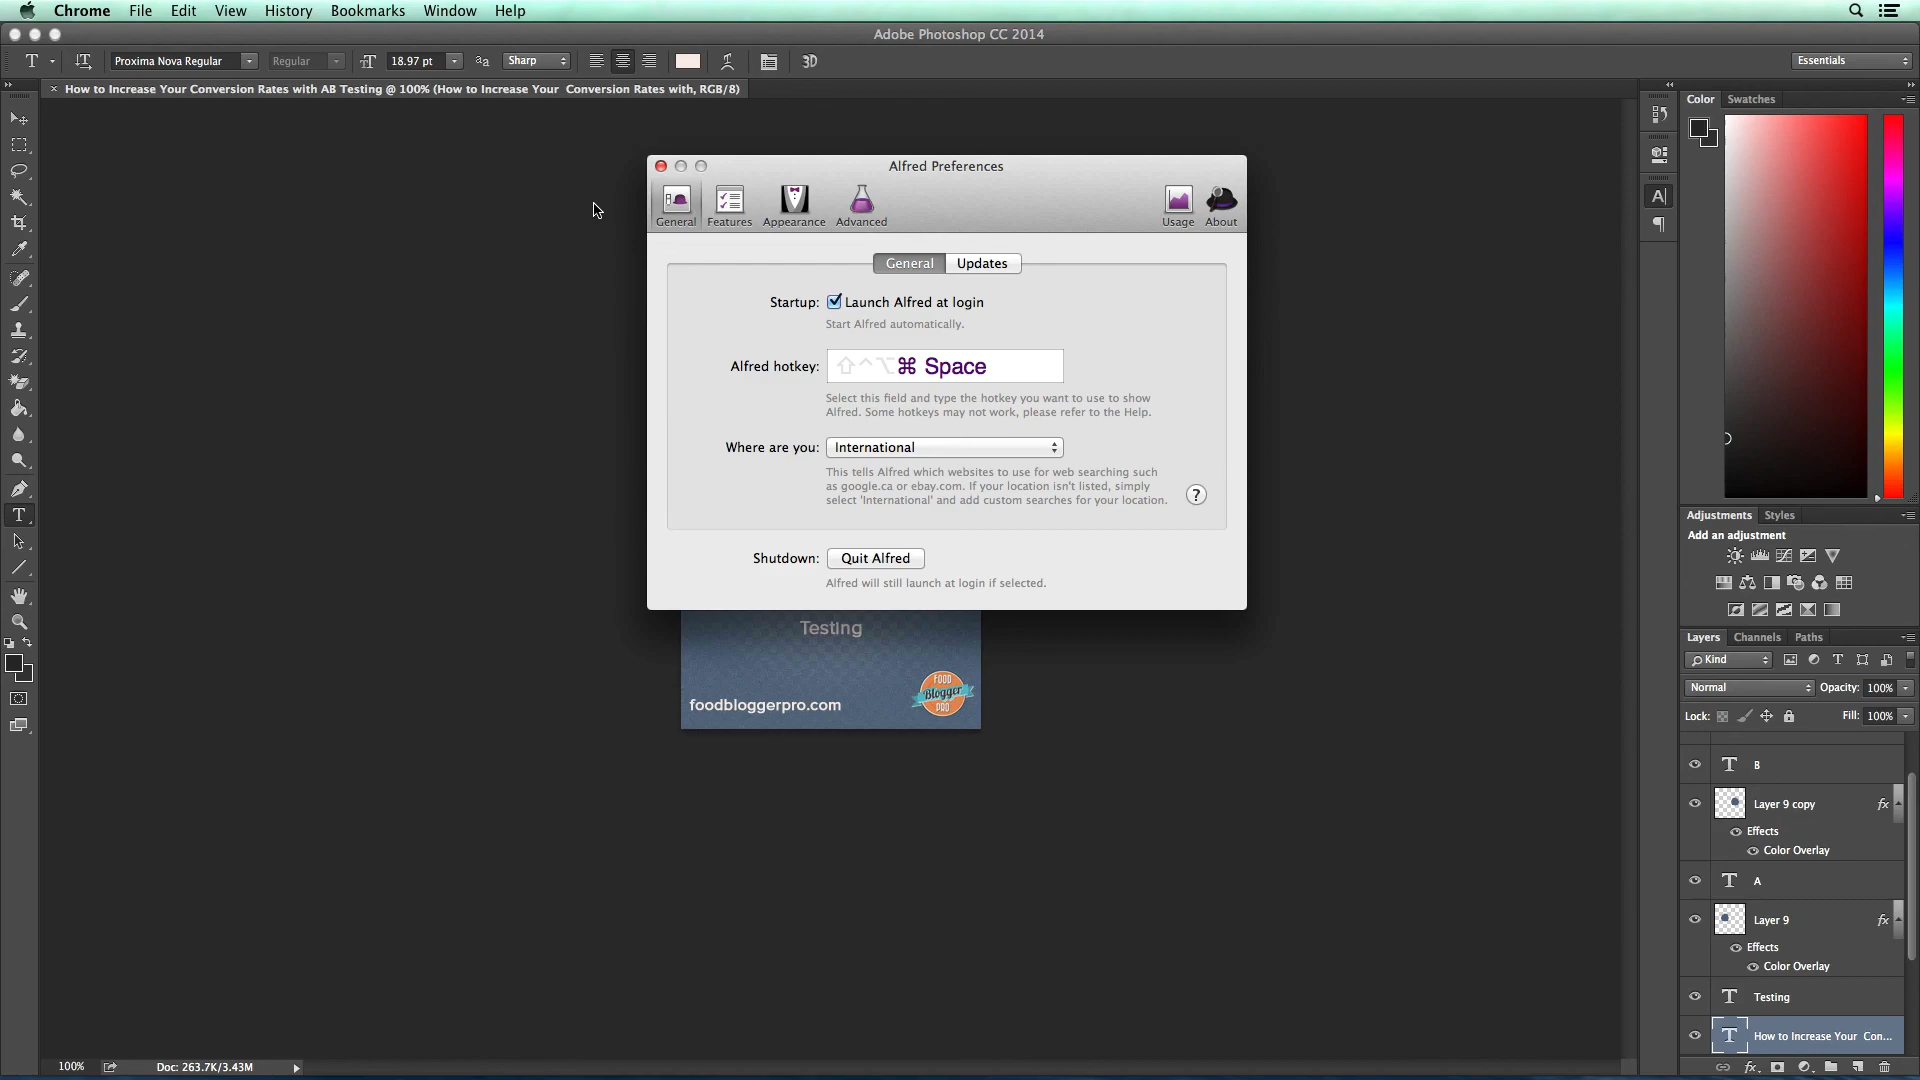 Chrome File Edit View History Bookmarks Window Help
Adobe Photoshop CC 2014
T Proxima Nova Regular Regular 18.97 pt aa Sharp 3D Essentials
How to Increase Your Conversion Rates with AB Testing @ 100% (How to Increase Your Conversion Rates with, RGB/8)
Color Swatches
Alfred Preferences
General Features Appearance Advanced Usage About
General Updates
Startup: Launch Alfred at login
Start Alfred automatically.
Alfred hotkey: ⇧^⌥⌘ Space
Select this field and type the hotkey you want to use to show
Alfred. Some hotkeys may not work, please refer to the Help.
Where are you: International
This tells Alfred which websites to use for web searching such
as google.ca or ebay.com. If your location isn't listed, simply
select 'International' and add custom searches for your location.
?
Shutdown: Quit Alfred
Alfred will still launch at login if selected.
Testing
foodbloggerpro.com
FOOD
Blogger
PRO
Adjustments Styles
Add an adjustment
Layers Channels Paths
Kind
Normal Opacity: 100%
Lock: Fill: 100%
T B
Layer 9 copy fx
Effects
Color Overlay
T A
Layer 9 fx
Effects
Color Overlay
T Testing
T How to Increase Your Con...
fx
100% Doc: 263.7K/3.43M